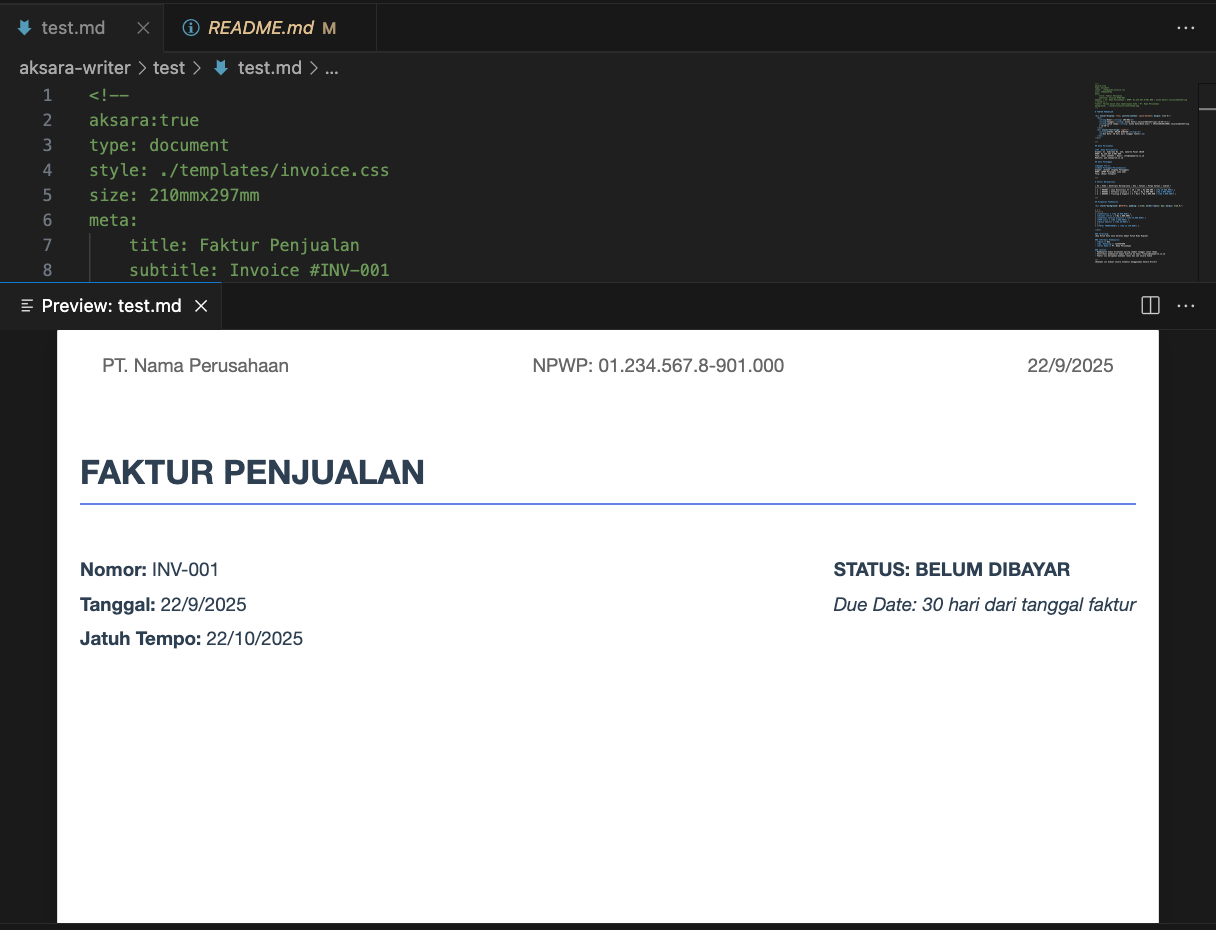 test.md
README.md M
aksara-writer > test > test.md > ...
1 <!--
2 aksara:true
3 type: document
4 style: ./templates/invoice.css
5 size: 210mmx297mm
6 meta:
7     title: Faktur Penjualan
8     subtitle: Invoice #INV-001
Preview: test.md
PT. Nama Perusahaan NPWP: 01.234.567.8-901.000 22/9/2025
FAKTUR PENJUALAN
Nomor: INV-001
Tanggal: 22/9/2025
Jatuh Tempo: 22/10/2025
STATUS: BELUM DIBAYAR
Due Date: 30 hari dari tanggal faktur